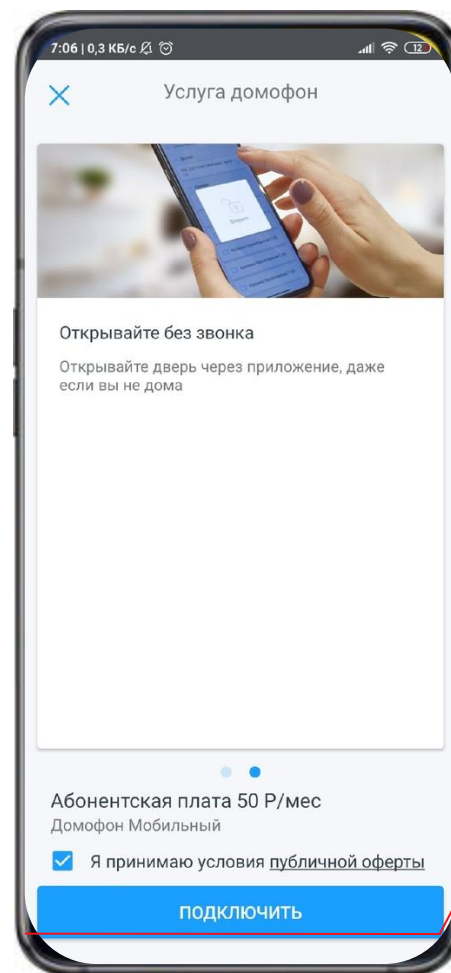 7:06 | 0,3 КБ/с
12
Услуга домофон
Открывайте без звонка
Открывайте дверь через приложение, даже
если вы не дома
Абонентская плата 50 Р/мес
Домофон Мобильный
Я принимаю условия публичной оферты
ПОДКЛЮЧИТЬ